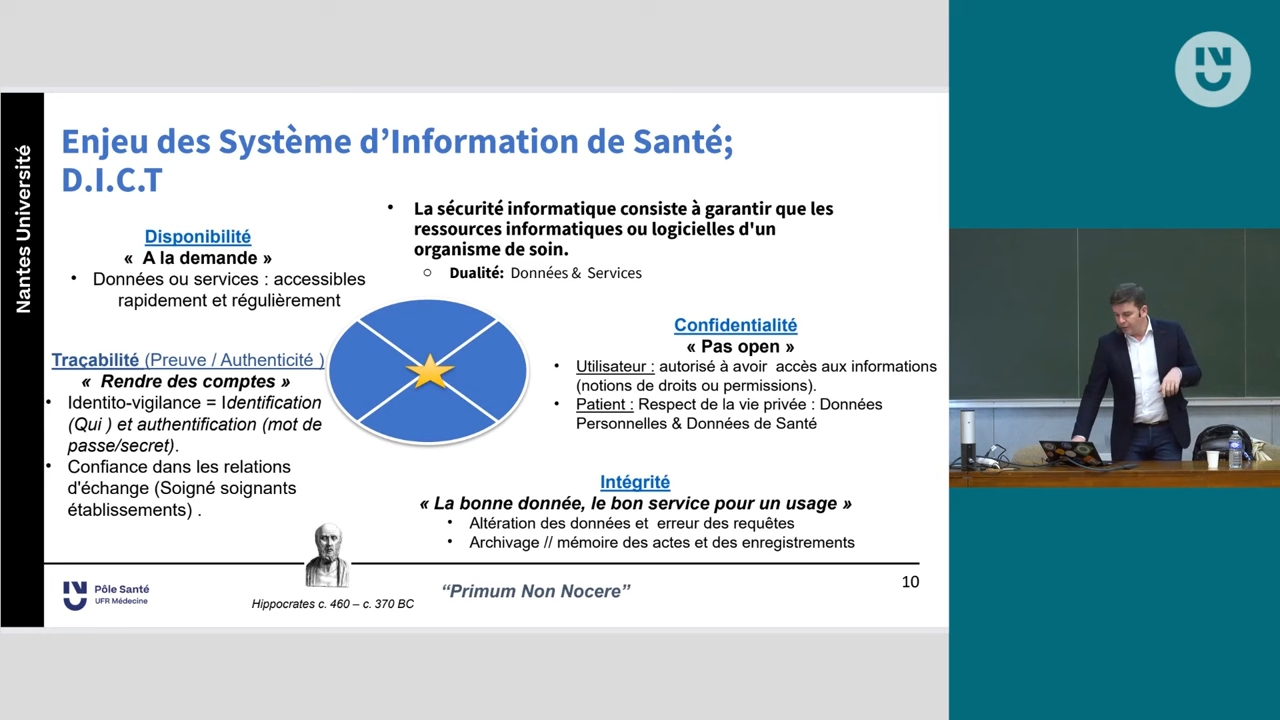 Nantes Université
Enjeu des Système d’Information de Santé;
D.I.C.T
• La sécurité informatique consiste à garantir que les
ressources informatiques ou logicielles d'un
organisme de soin.
○ Dualité: Données & Services
Disponibilité
« A la demande »
• Données ou services : accessibles
rapidement et régulièrement
Confidentialité
« Pas open »
• Utilisateur : autorisé à avoir accès aux informations
(notions de droits ou permissions).
• Patient : Respect de la vie privée : Données
Personnelles & Données de Santé
Traçabilité (Preuve / Authenticité )
« Rendre des comptes »
• Identito-vigilance = Identification
(Qui ) et authentification (mot de
passe/secret).
• Confiance dans les relations
d'échange (Soigné soignants
établissements) .
Intégrité
« La bonne donnée, le bon service pour un usage »
• Altération des données et erreur des requêtes
• Archivage // mémoire des actes et des enregistrements
Pôle Santé
UFR Médecine
Hippocrates c. 460 – c. 370 BC
“Primum Non Nocere”
10